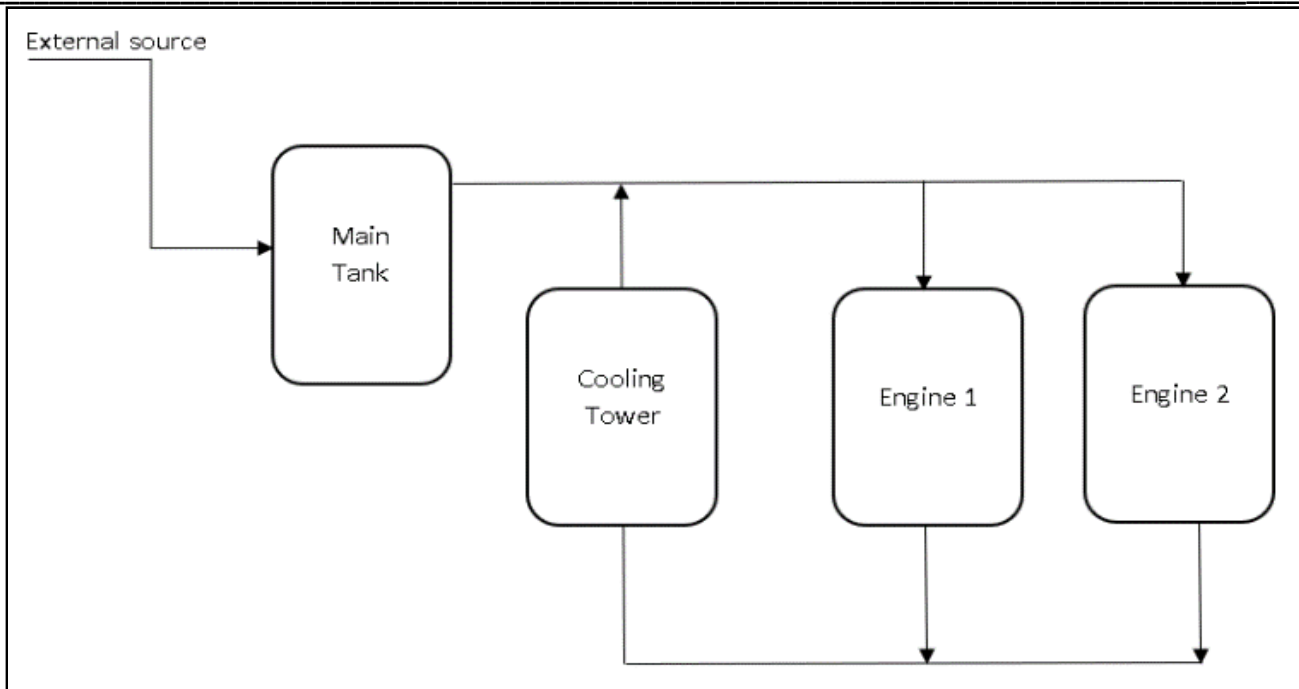 External source
Main
Tank
Cooling
Tower
Engine 1
Engine 2